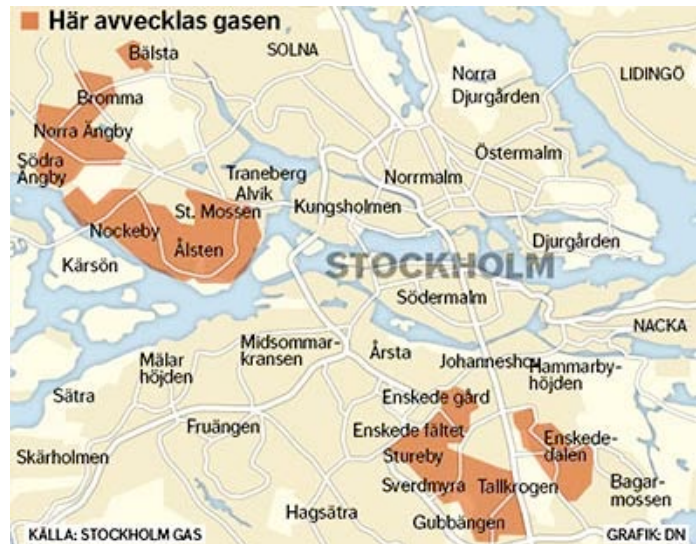 Här avvecklas gasen
Bälsta
SOLNA
Norra
Djurgården
LIDINGÖ
Bromma
Norra Ängby
Östermalm
Södra
Ängby
Traneberg
Alvik
Norrmalm
St. Mossen
Kungsholmen
Nockeby
Ålsten
Djurgården
Kärsön
STOCKHOLM
Södermalm
NACKA
Midsommar-
kransen
Årsta
Johanneshov
Hammarby-
höjden
Mälar
höjden
Sätra
Enskede gård
Fruängen
Enskede fältet
Enskede-
dalen
Skärholmen
Stureby
Sverdmyra
Tallkrogen
Bagar-
mossen
Hagsätra
Gubbängen
KÄLLA: STOCKHOLM GAS
GRAFIK: DN